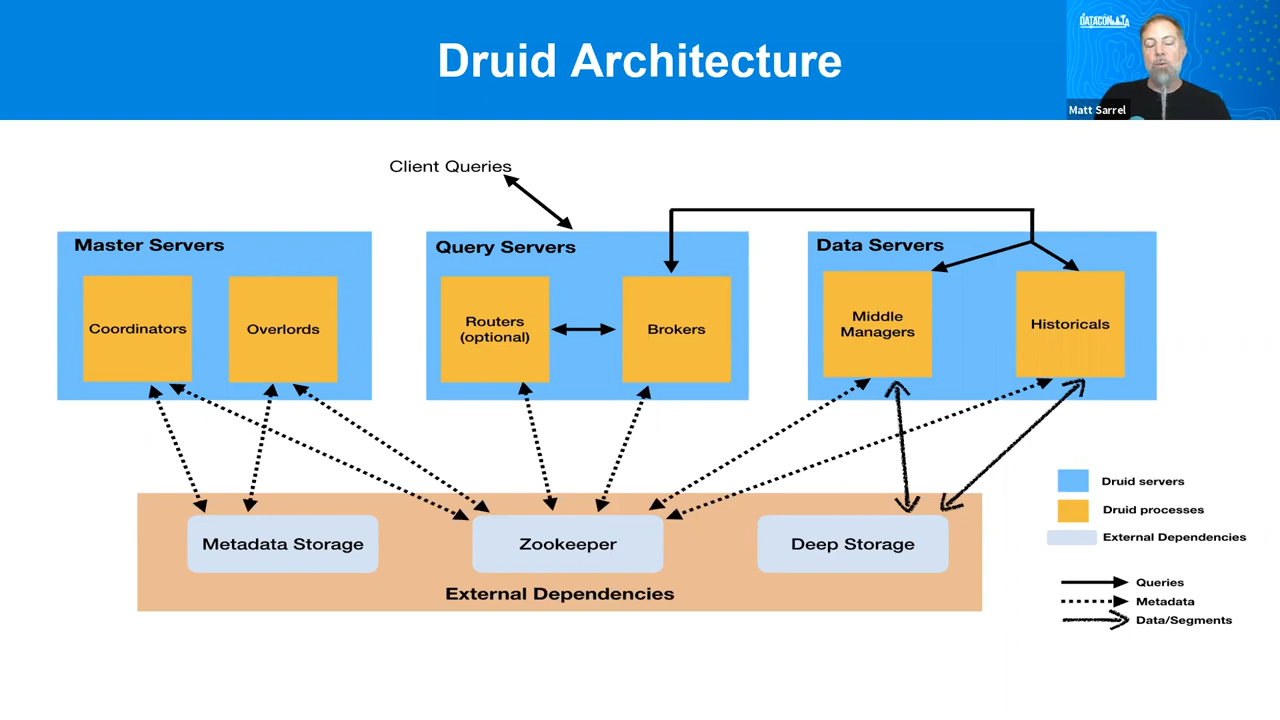 Druid Architecture
DATACON LA
Matt Sarrel
Client Queries
Master Servers
Coordinators
Overlords
Query Servers
Routers
(optional)
Brokers
Data Servers
Middle
Managers
Historicals
Metadata Storage
Zookeeper
Deep Storage
External Dependencies
Druid servers
Druid processes
External Dependencies
Queries
Metadata
Data/Segments